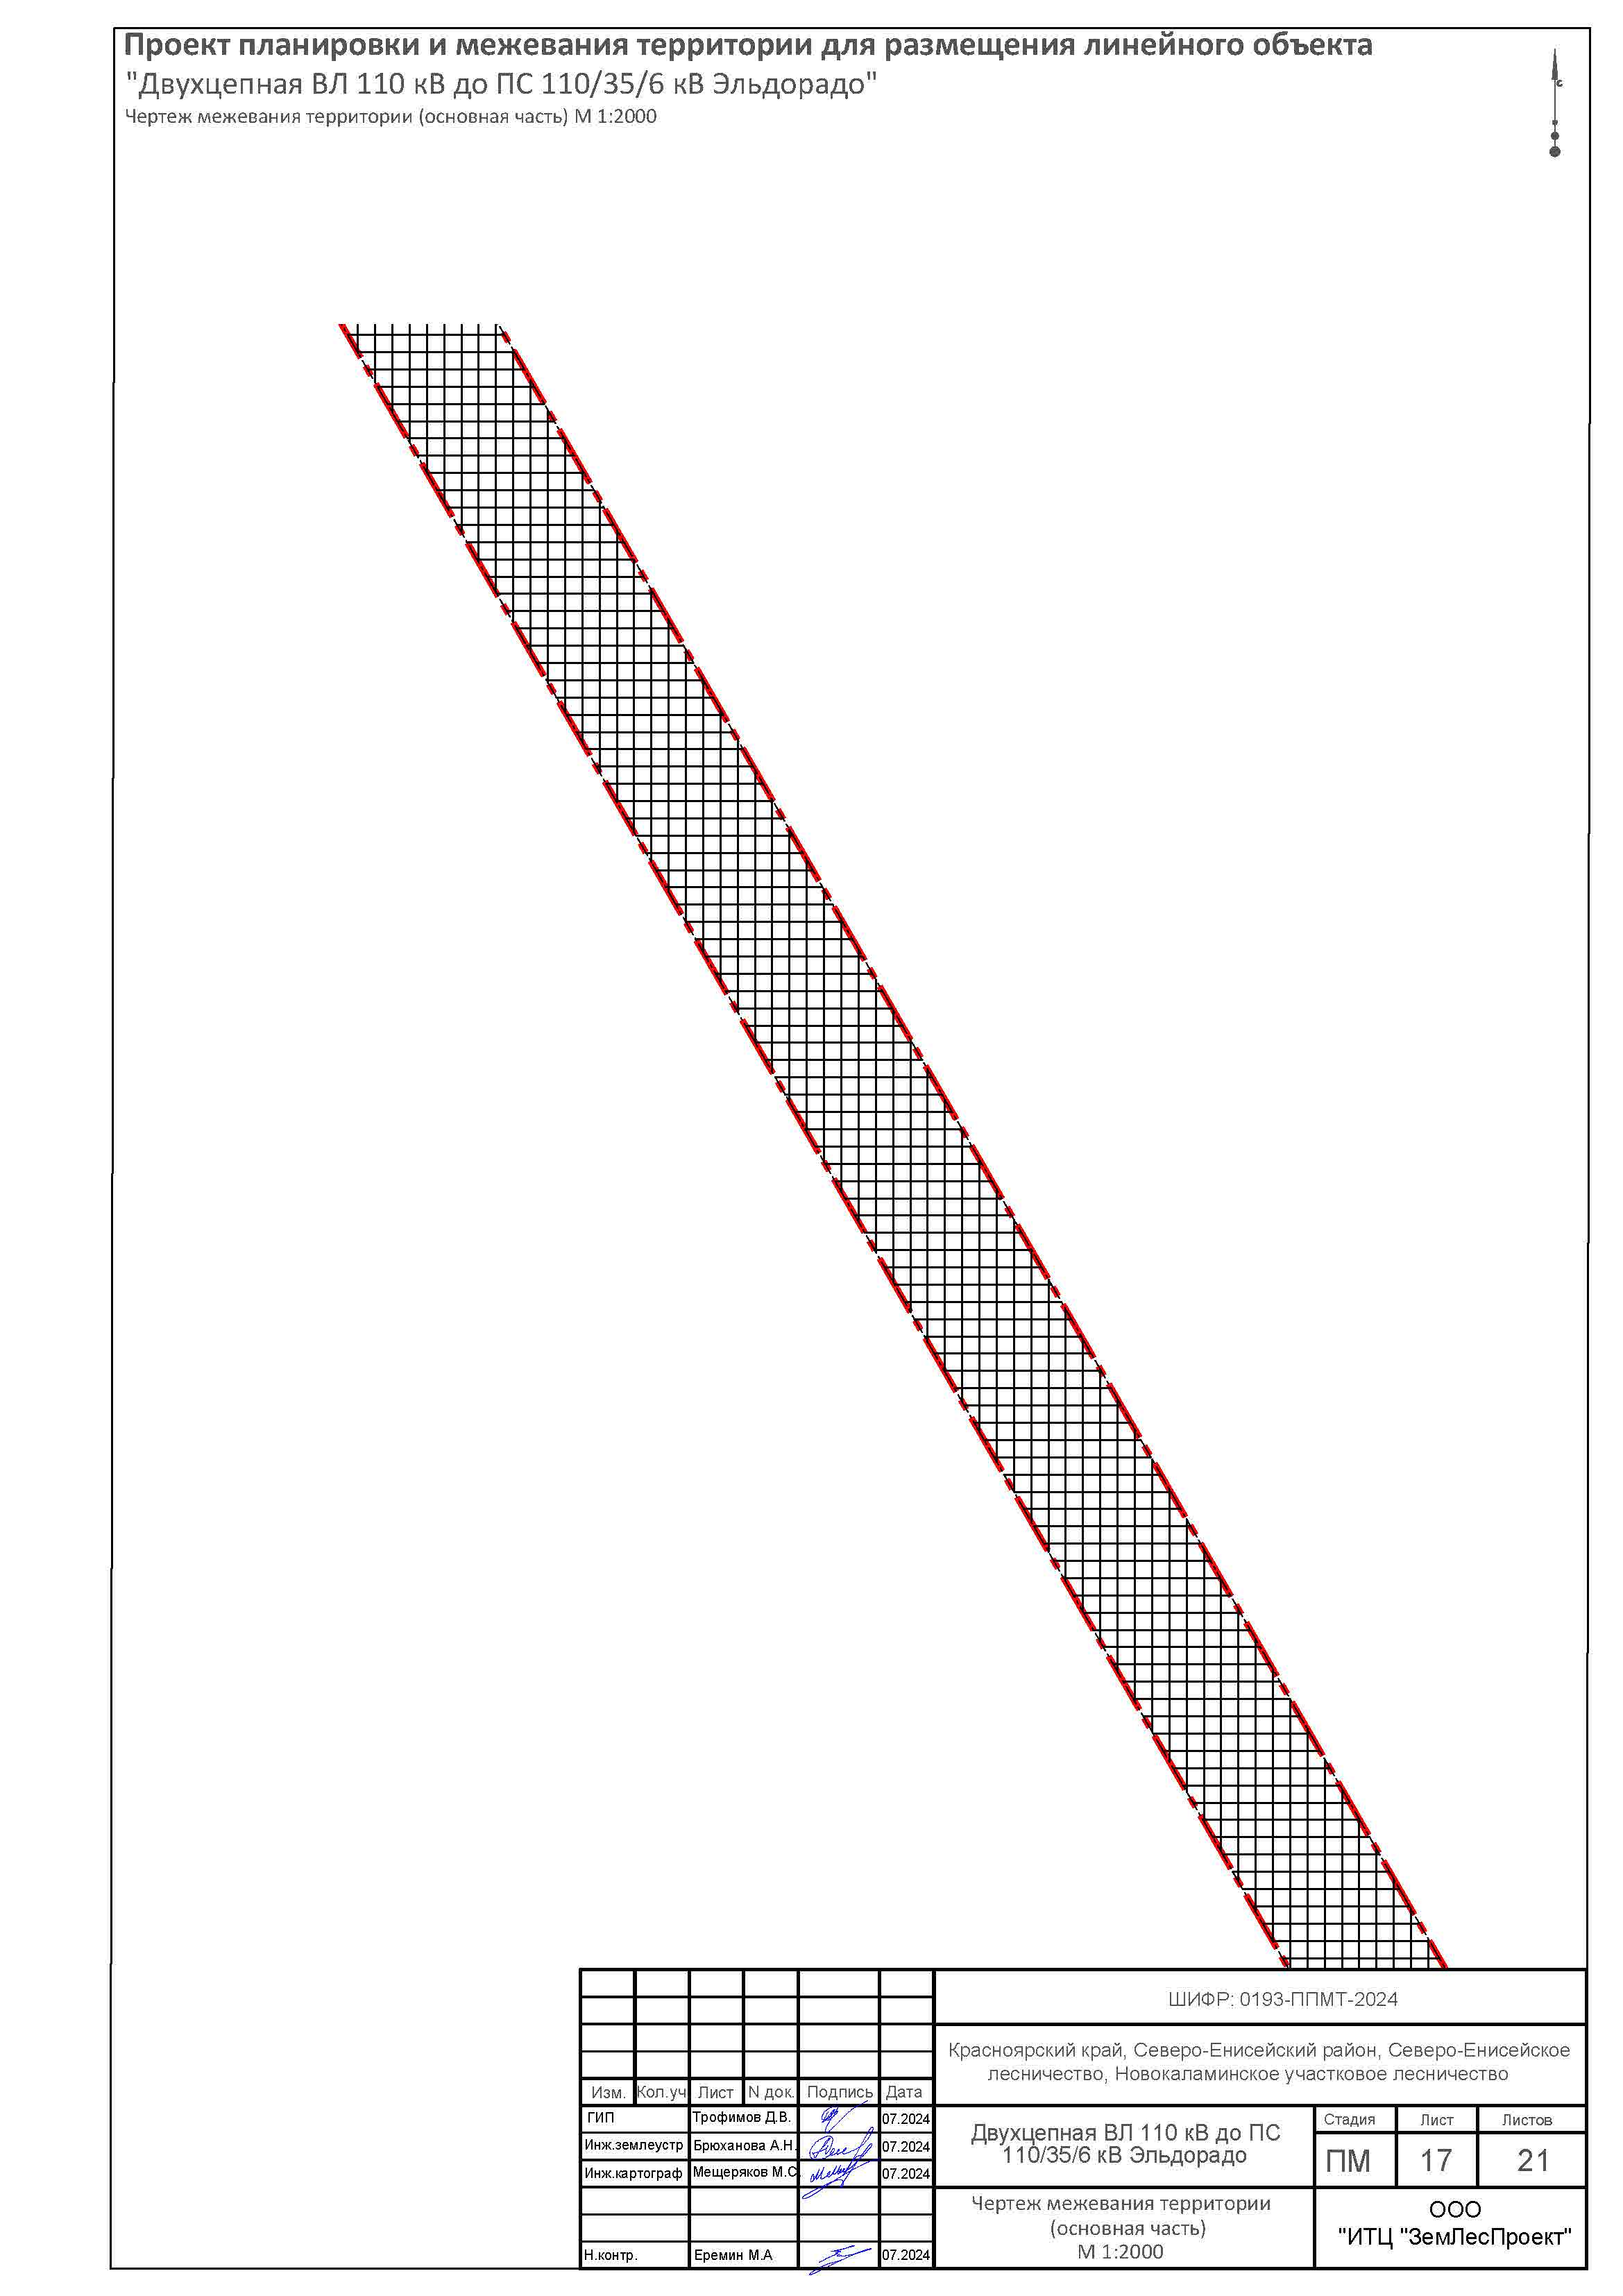 Проект планировки и межевания территории для размещения линейного объекта
"Двухцепная ВЛ 110 кВ до ПС 110/35/6 кВ Эльдорадо"
Чертеж межевания территории (основная часть) М 1:2000
с
ШИФР: 0193-ППМТ-2024
Красноярский край, Северо-Енисейский район, Северо-Енисейское
лесничество, Новокаламинское участковое лесничество
Изм. Кол.уч Лист N док. Подпись Дата
ГИП Трофимов Д.В. 07.2024
Инж.землеустр Брюханова А.Н. 07.2024
Инж.картограф Мещеряков М.С. 07.2024
Н.контр. Еремин М.А 07.2024
Двухцепная ВЛ 110 кВ до ПС
110/35/6 кВ Эльдорадо
Стадия Лист Листов
ПМ 17 21
Чертеж межевания территории
(основная часть)
М 1:2000
ООО
"ИТЦ "ЗемЛесПроект"